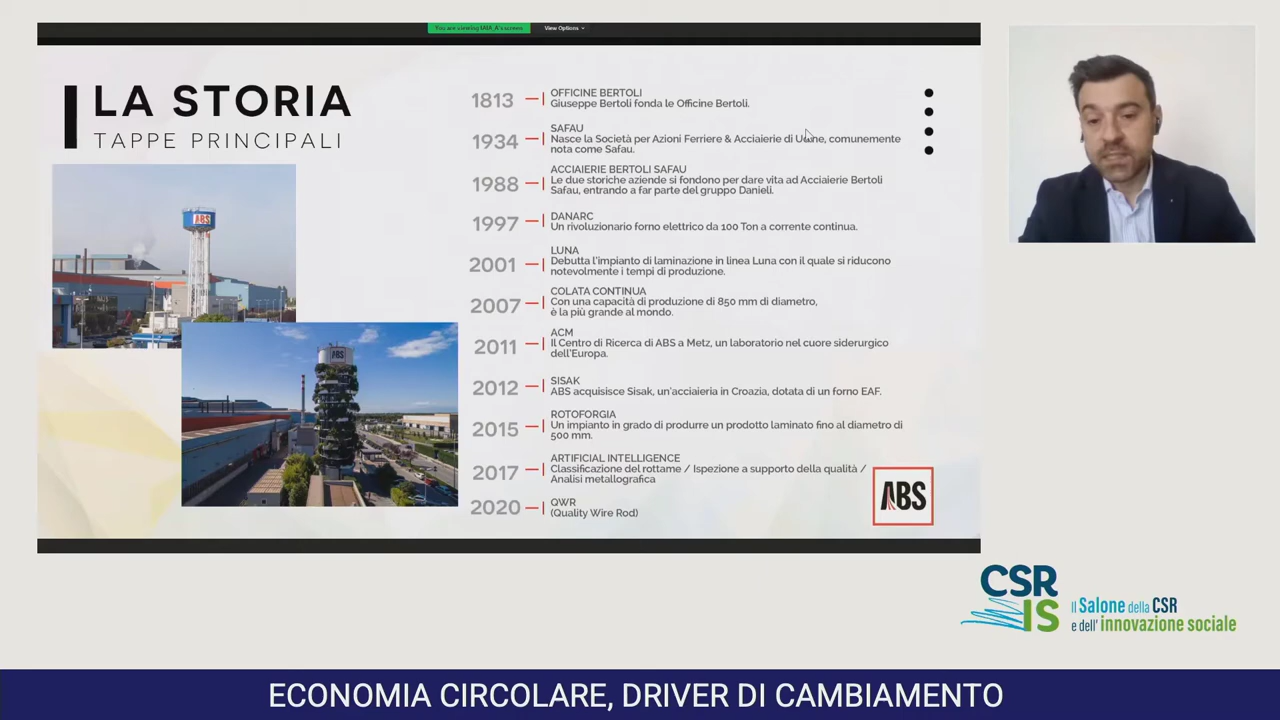 You are viewing IAIA_A's screen
View Options
LA STORIA
TAPPE PRINCIPALI
1813
OFFICINE BERTOLI
Giuseppe Bertoli fonda le Officine Bertoli.
1934
SAFAU
Nasce la Società per Azioni Ferriere & Acciaierie di Udine, comunemente
nota come Safau.
1988
ACCIAIERIE BERTOLI SAFAU
Le due storiche aziende si fondono per dare vita ad Acciaierie Bertoli
Safau, entrando a far parte del gruppo Danieli.
1997
DANARC
Un rivoluzionario forno elettrico da 100 Ton a corrente continua.
2001
LUNA
Debutta l'impianto di laminazione in linea Luna con il quale si riducono
notevolmente i tempi di produzione.
2007
COLATA CONTINUA
Con una capacità di produzione di 850 mm di diametro,
è la più grande al mondo.
2011
ACM
Il Centro di Ricerca di ABS a Metz, un laboratorio nel cuore siderurgico
dell'Europa.
2012
SISAK
ABS acquisisce Sisak, un'acciaieria in Croazia, dotata di un forno EAF.
2015
ROTOFORGIA
Un impianto in grado di produrre un prodotto laminato fino al diametro di
500 mm.
2017
ARTIFICIAL INTELLIGENCE
Classificazione del rottame / Ispezione a supporto della qualità /
Analisi metallografica
2020
QWR
(Quality Wire Rod)
ABS
ABS
ABS
CSR
IS
Il Salone della CSR
e dell' innovazione sociale
ECONOMIA CIRCOLARE, DRIVER DI CAMBIAMENTO